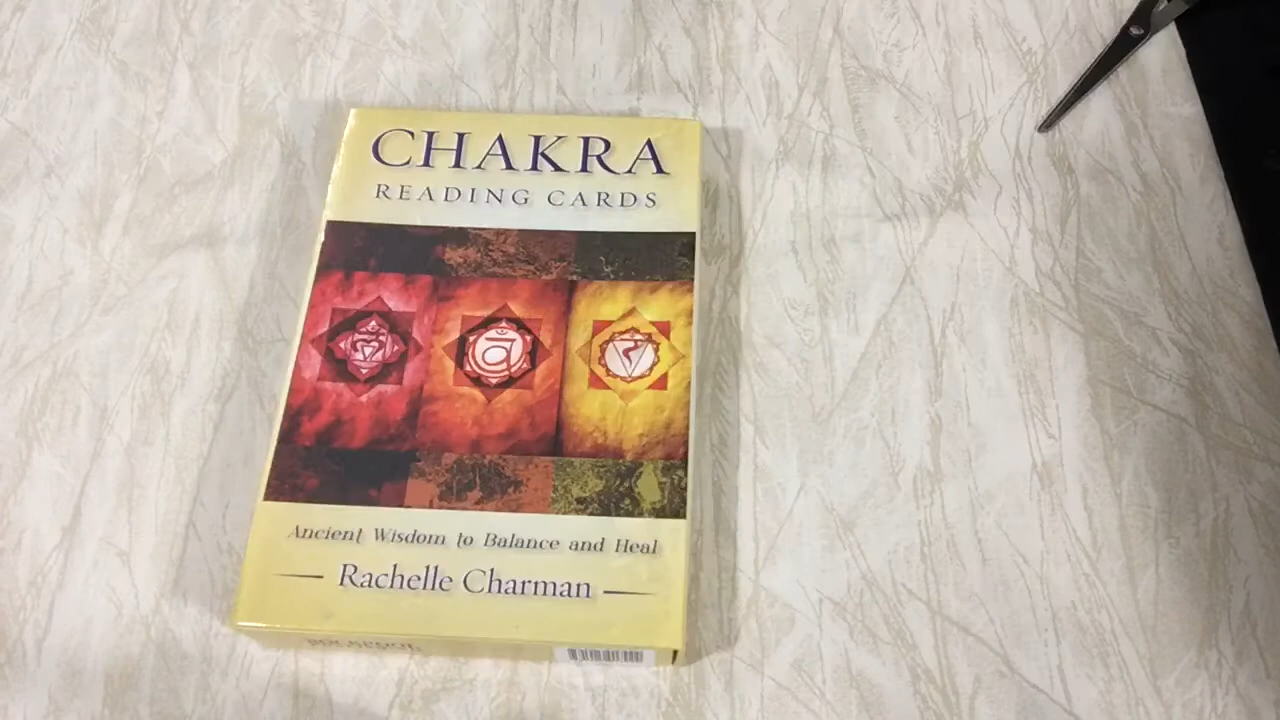 CHAKRA
READING CARDS
Ancient Wisdom to Balance and Heal
Rachelle Charman